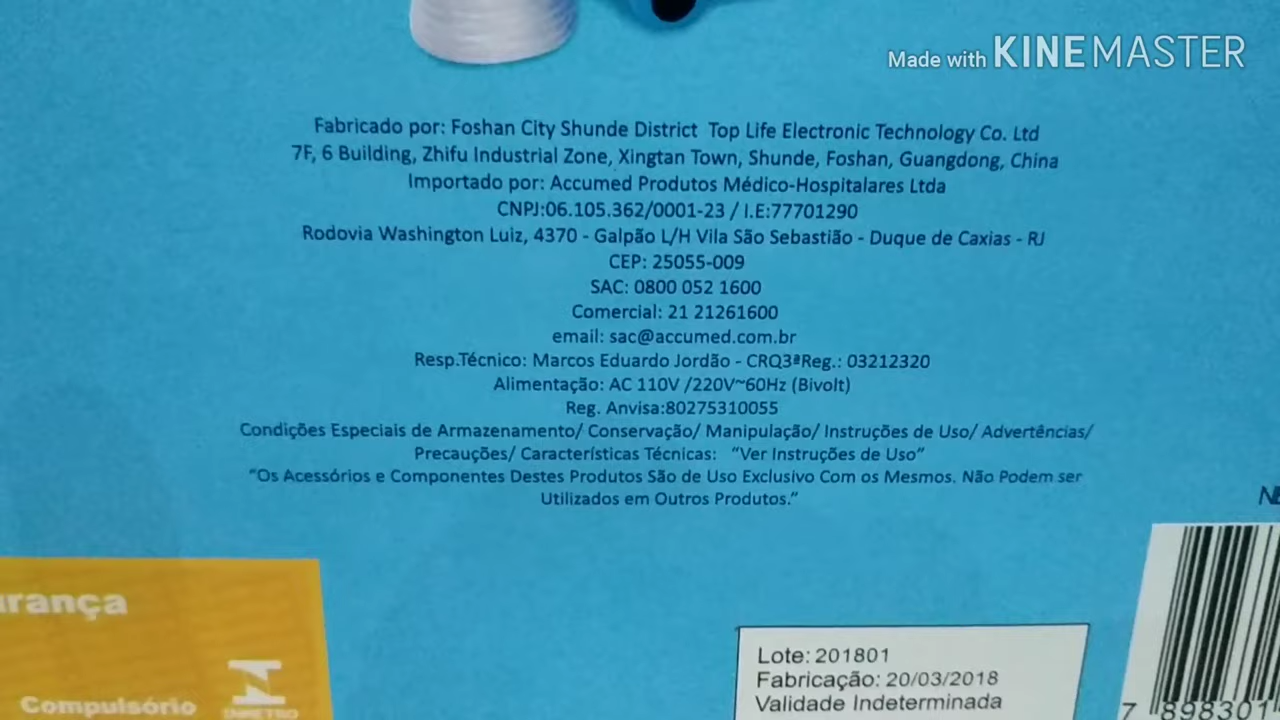 Made with KINEMASTER
Fabricado por: Foshan City Shunde District Top Life Electronic Technology Co. Ltd
7F, 6 Building, Zhifu Industrial Zone, Xingtan Town, Shunde, Foshan, Guangdong, China
Importado por: Accumed Produtos Médico-Hospitalares Ltda
CNPJ:06.105.362/0001-23 / I.E:77701290
Rodovia Washington Luiz, 4370 - Galpão L/H Vila São Sebastião - Duque de Caxias - RJ
CEP: 25055-009
SAC: 0800 052 1600
Comercial: 21 21261600
email: sac@accumed.com.br
Resp.Técnico: Marcos Eduardo Jordão - CRQ3ªReg.: 03212320
Alimentação: AC 110V /220V~60Hz (Bivolt)
Reg. Anvisa:80275310055
Condições Especiais de Armazenamento/ Conservação/ Manipulação/ Instruções de Uso/ Advertências/
Precauções/ Características Técnicas: "Ver Instruções de Uso"
"Os Acessórios e Componentes Destes Produtos São de Uso Exclusivo Com os Mesmos. Não Podem ser
Utilizados em Outros Produtos."
urança
Compulsório
INMETRO
Lote: 201801
Fabricação: 20/03/2018
Validade Indeterminada
7 898301